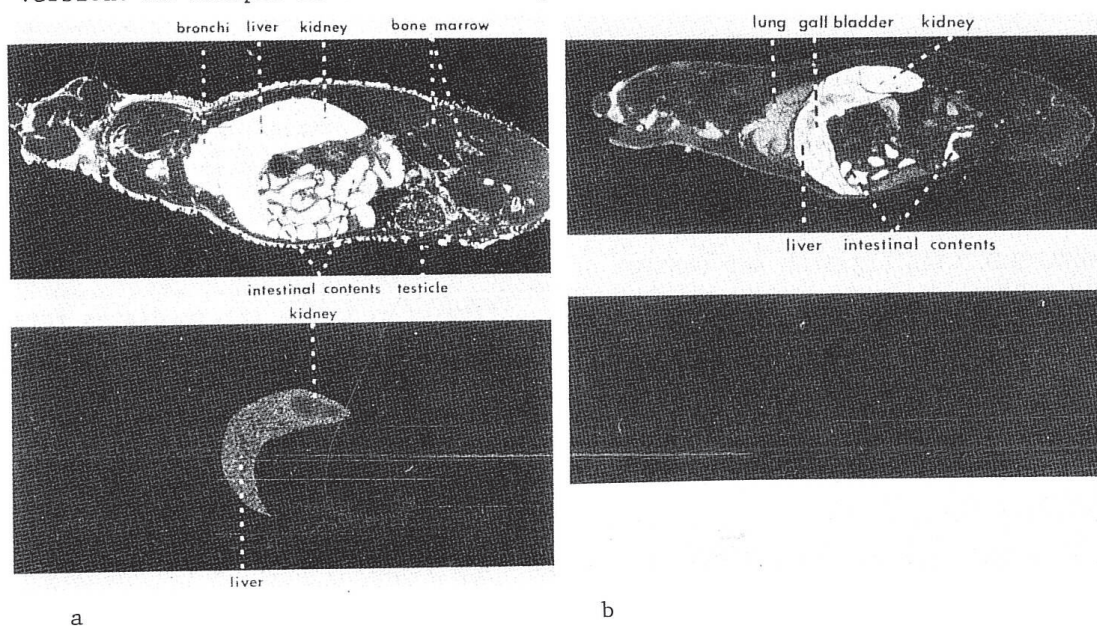 bronchi liver kidney bone marrow
intestinal contents testicle
kidney
liver
a
lung gall bladder kidney
liver intestinal contents
b